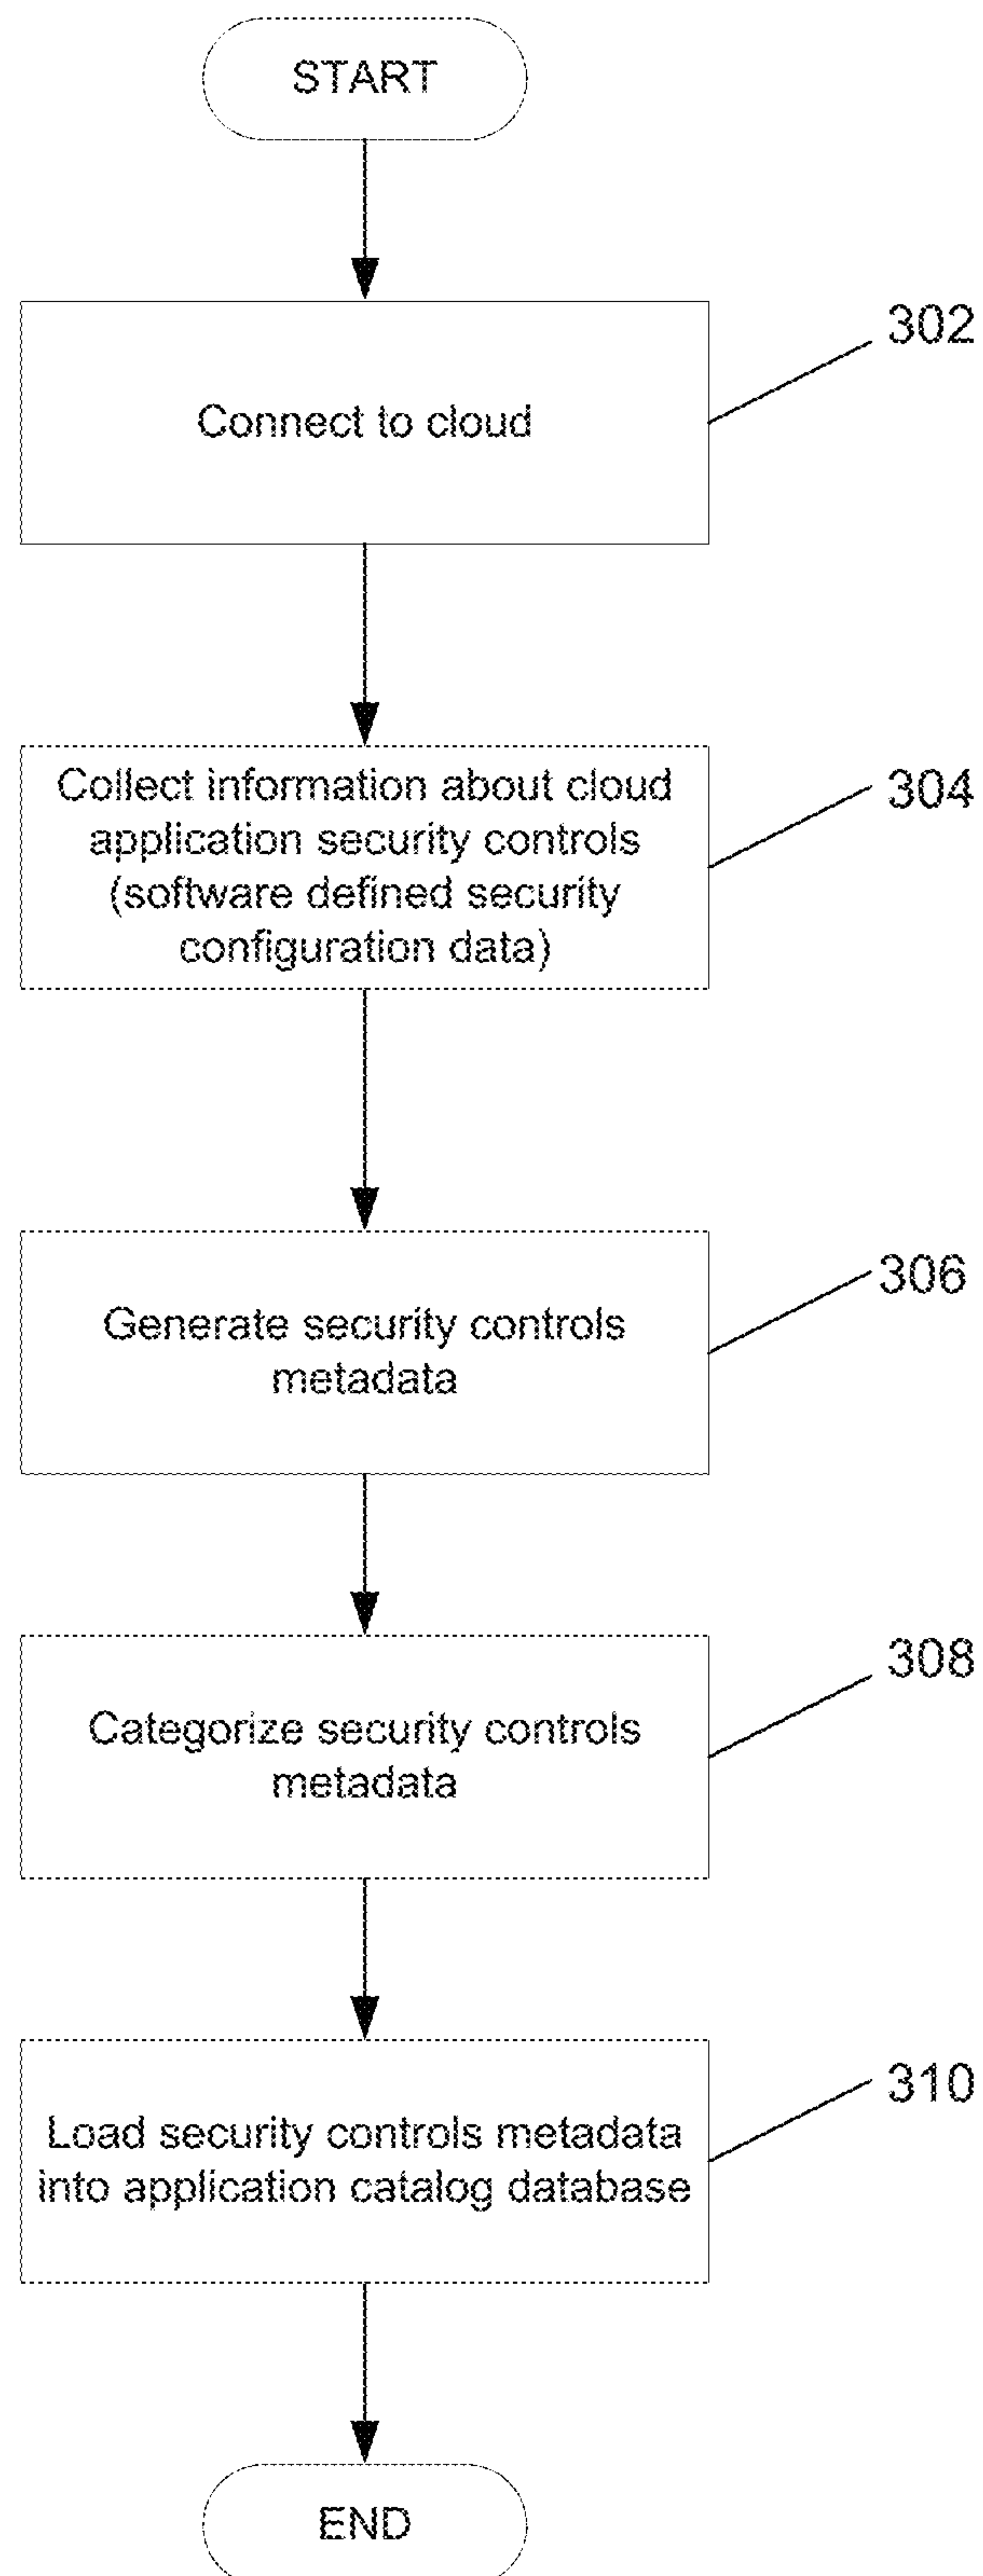 START
302
Connect to cloud
304
Collect information about cloud
application security controls
(software defined security
configuration data)
306
Generate security controls
metadata
308
Categorize security controls
metadata
310
Load security controls metadata
into application catalog database
END